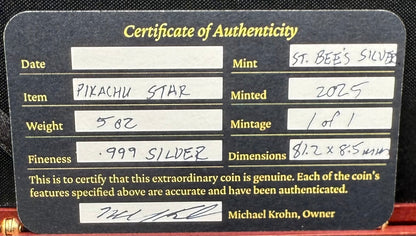 Certificate of Authenticity
Date Mint ST. BEE'S SILVER
Item PIKACHU STAR Minted 2025
Weight 5 oz Mintage 1 of 1
Fineness .999 SILVER Dimensions 81.2 x 8.5 mm
This is to certify that this extraordinary coin is genuine. Each of the coin's
features specified above are accurate and have been authenticated.
Michael Krohn, Owner